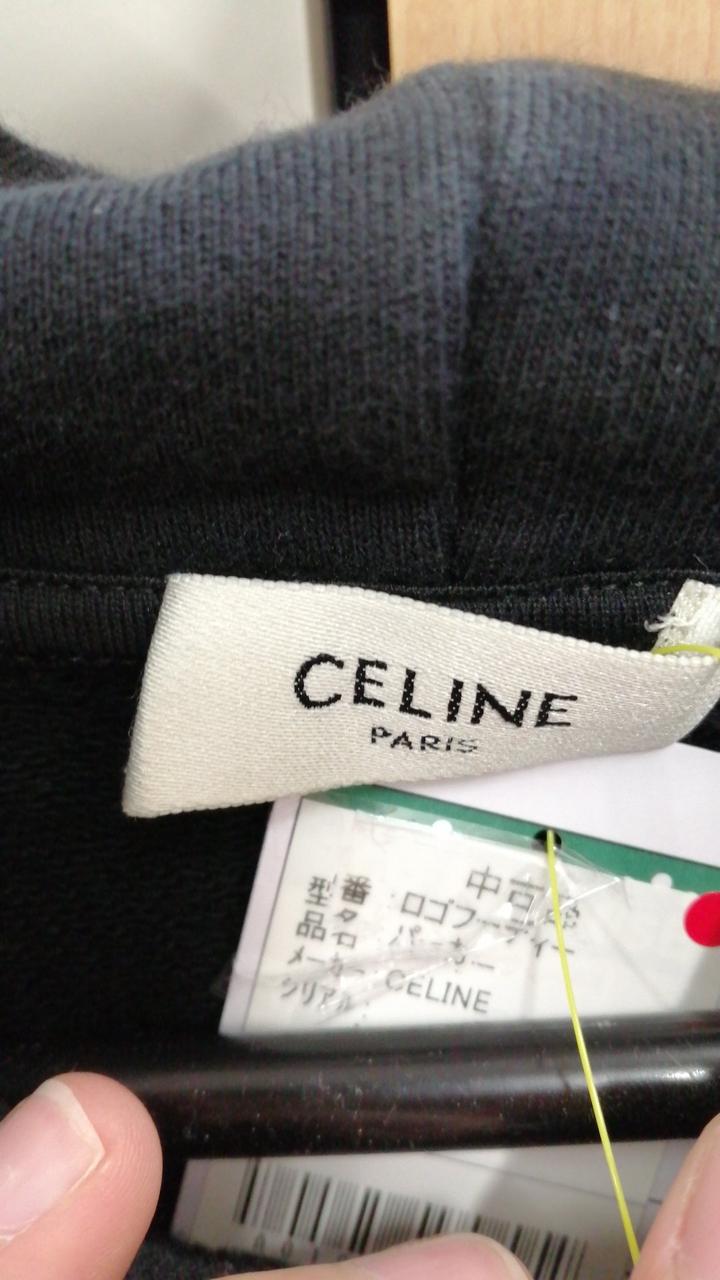 CELINE
PARIS
中古品
型番 : ロゴフーディー
品名 : パーカー
メーカー : CELINE
シリアル :